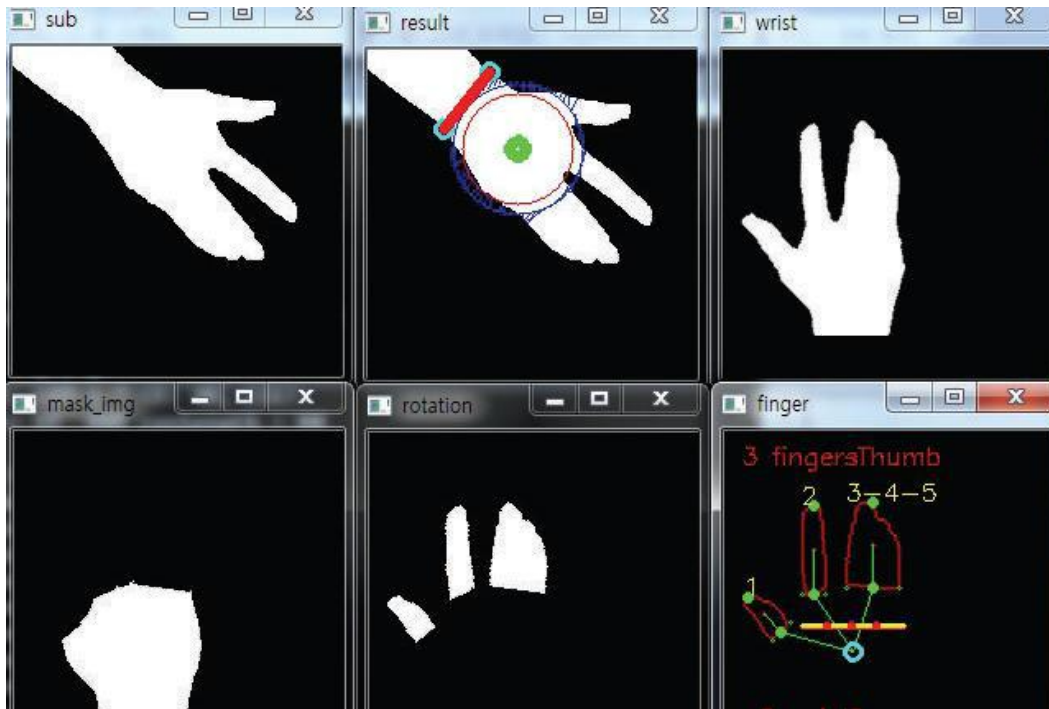 sub
result
wrist
mask_img
rotation
finger
3 fingersThumb
2
3-4-5
1